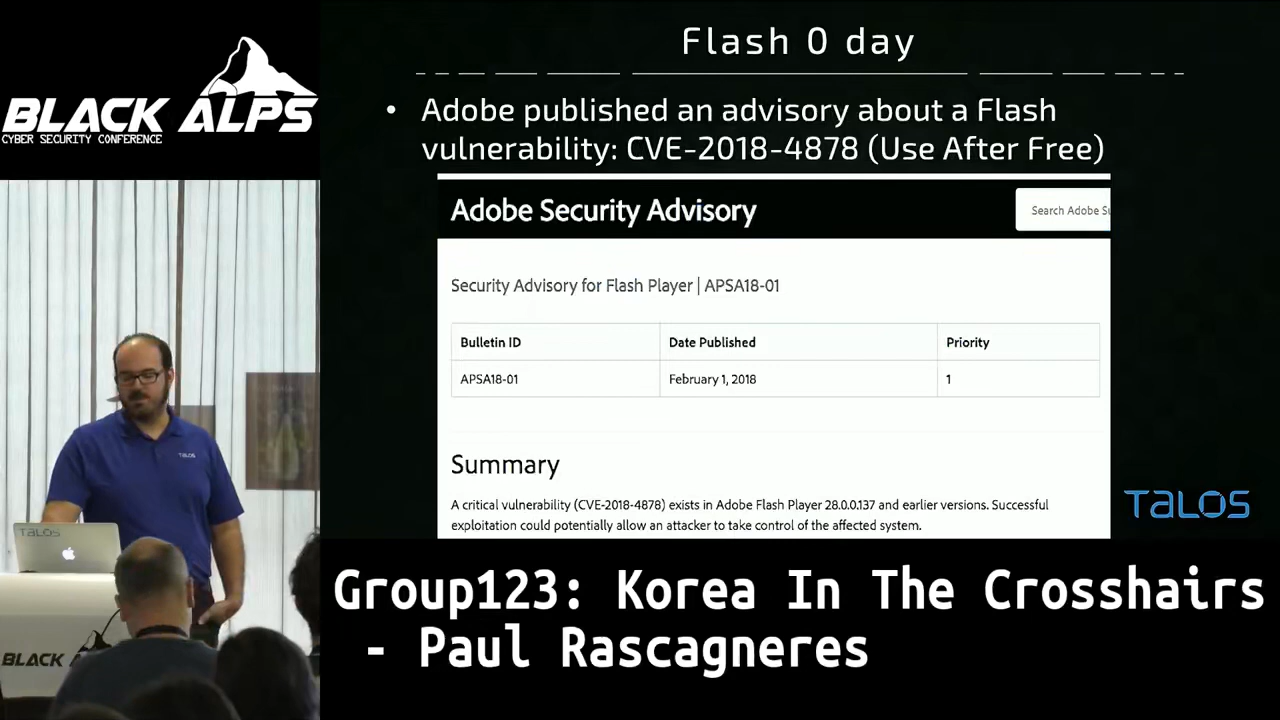 BLACK ALPS
CYBER SECURITY CONFERENCE
Flash 0 day
• Adobe published an advisory about a Flash
vulnerability: CVE-2018-4878 (Use After Free)
Adobe Security Advisory
Search Adobe Su
Security Advisory for Flash Player | APSA18-01
Bulletin ID Date Published Priority
APSA18-01 February 1, 2018 1
Summary
A critical vulnerability (CVE-2018-4878) exists in Adobe Flash Player 28.0.0.137 and earlier versions. Successful
exploitation could potentially allow an attacker to take control of the affected system.
TALOS
TALOS
TALOS
BLACK A
Group123: Korea In The Crosshairs
- Paul Rascagneres